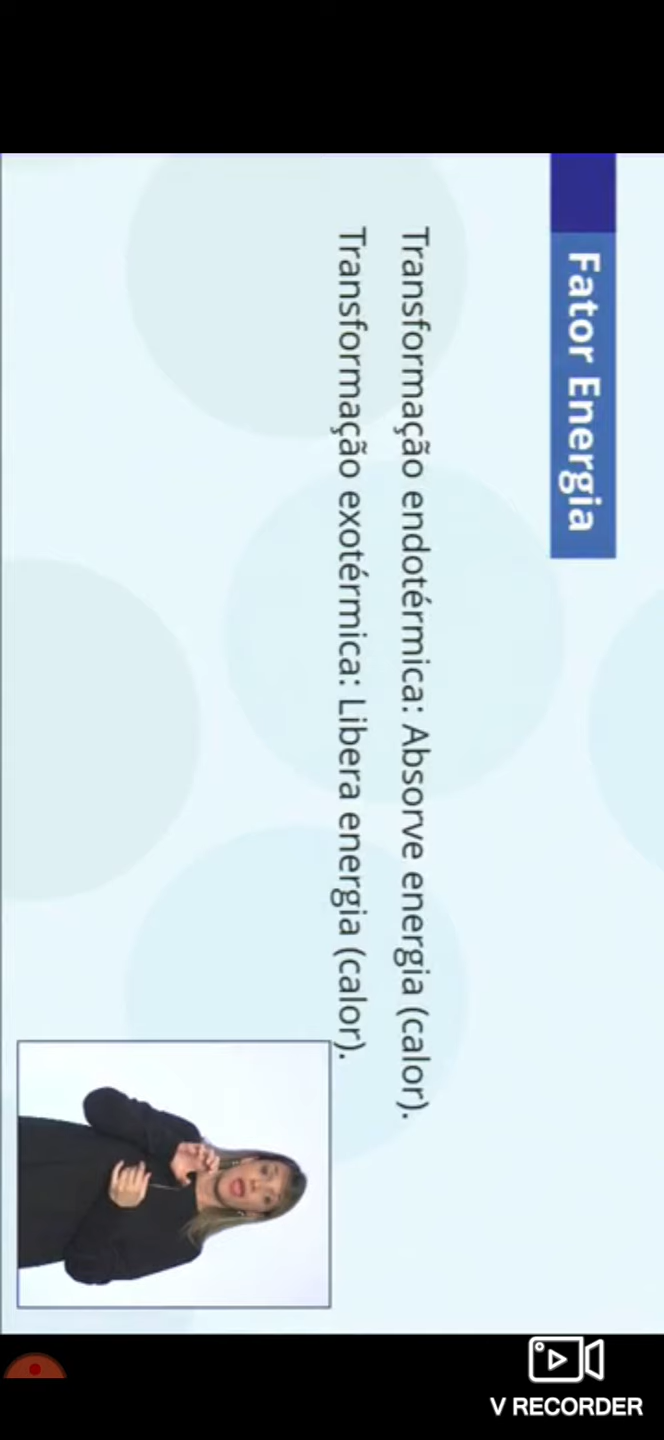 Fator Energia
Transformação endotérmica: Absorve energia (calor).
Transformação exotérmica: Libera energia (calor).
V RECORDER